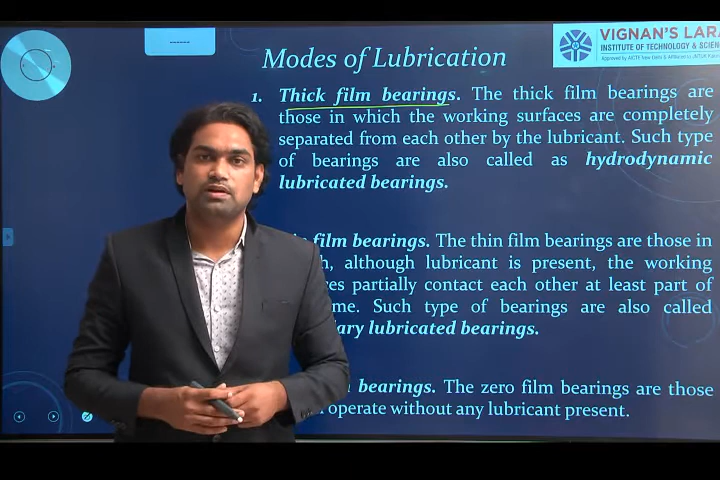 VIGNAN'S LARA
INSTITUTE OF TECHNOLOGY & SCIEN
Modes of Lubrication
1. Thick film bearings. The thick film bearings are
those in which the working surfaces are completely
separated from each other by the lubricant. Such type
of bearings are also called as hydrodynamic
lubricated bearings.
film bearings. The thin film bearings are those in
although lubricant is present, the working
partially contact each other at least part of
Such type of bearings are also called
lubricated bearings.
bearings. The zero film bearings are those
operate without any lubricant present.